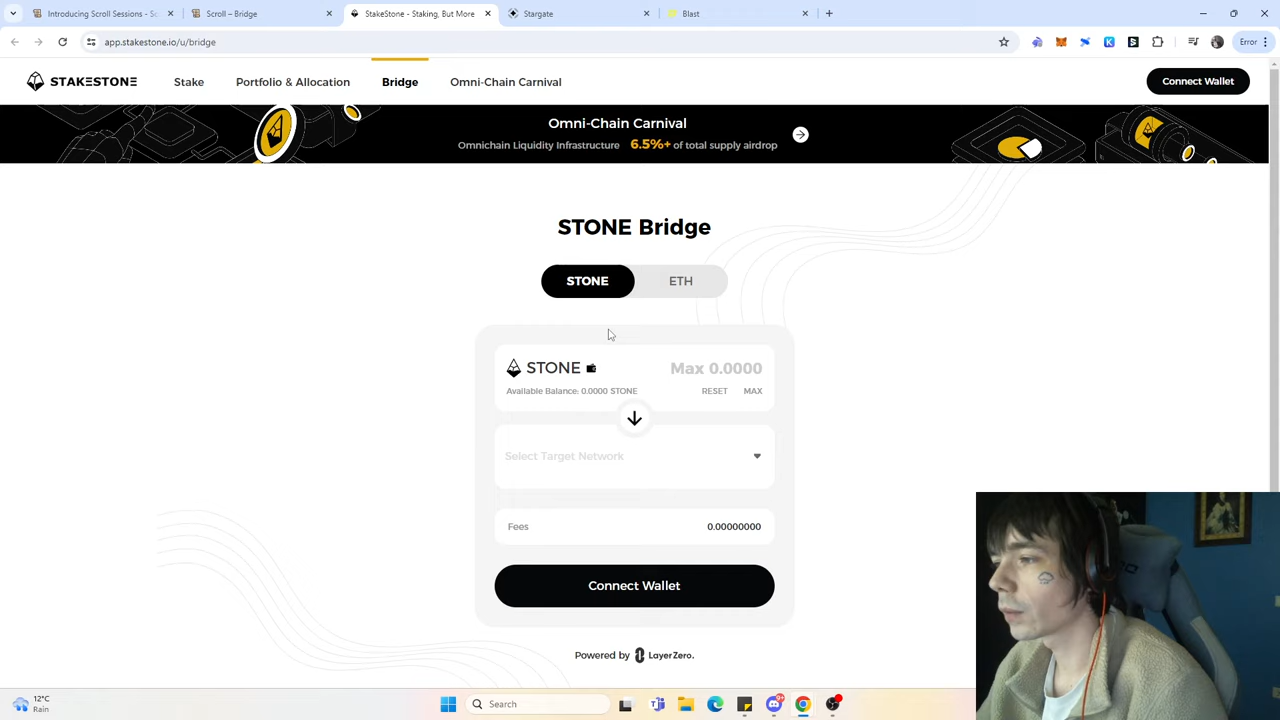 Introducing Scroll Sessions - Sc
Scroll – Bridge
StakeStone - Staking, But More
Stargate
Blast
app.stakestone.io/u/bridge
Error
STAKΞSTONΞ
Stake
Portfolio & Allocation
Bridge
Omni-Chain Carnival
Connect Wallet
Omni-Chain Carnival
Omnichain Liquidity Infrastructure 6.5%+ of total supply airdrop
STONE Bridge
STONE
ETH
STONE
Max 0.0000
Available Balance: 0.0000 STONE
RESET
MAX
Select Target Network
Fees
0.00000000
Connect Wallet
Powered by LayerZero.
12°C
Rain
Search